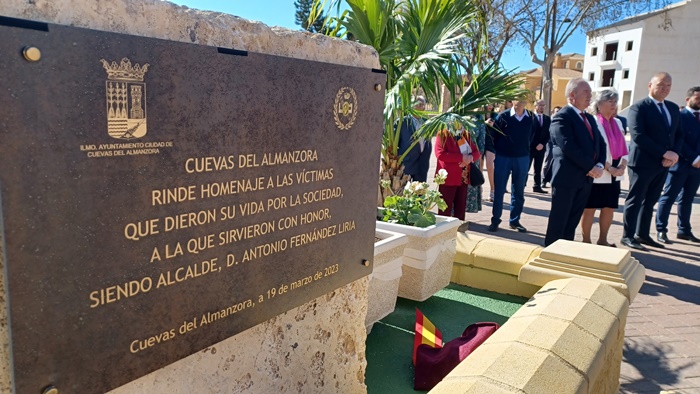 ILMO. AYUNTAMIENTO CIUDAD DE
CUEVAS DEL ALMANZORA
CUEVAS DEL ALMANZORA
RINDE HOMENAJE A LAS VÍCTIMAS
QUE DIERON SU VIDA POR LA SOCIEDAD,
A LA QUE SIRVIERON CON HONOR,
SIENDO ALCALDE, D. ANTONIO FERNÁNDEZ LIRIA
Cuevas del Almanzora, a 19 de marzo de 2023